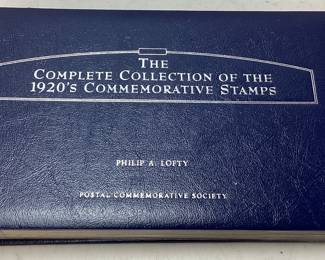 THE
COMPLETE COLLECTION OF THE
1920'S COMMEMORATIVE STAMPS
PHILIP A. LOFTY
POSTAL COMMEMORATIVE SOCIETY